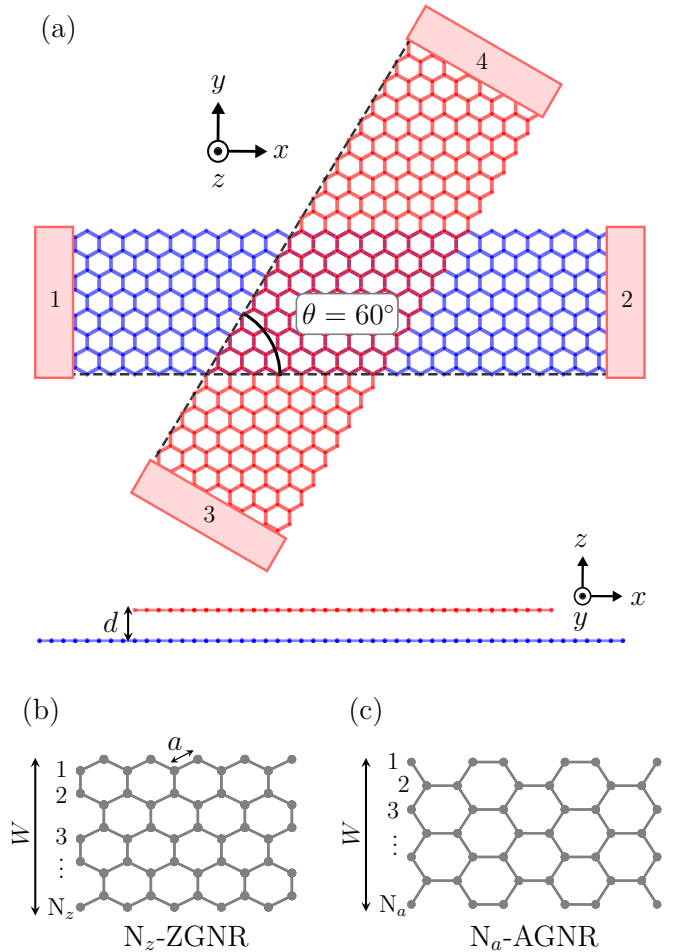 (a)
y
x
z
4
1
θ = 60°
2
3
z
x
y
d
(b)
a
1
2
3
⋮
N_z
W
N_z-ZGNR
(c)
1
2
3
⋮
N_a
W
N_a-AGNR